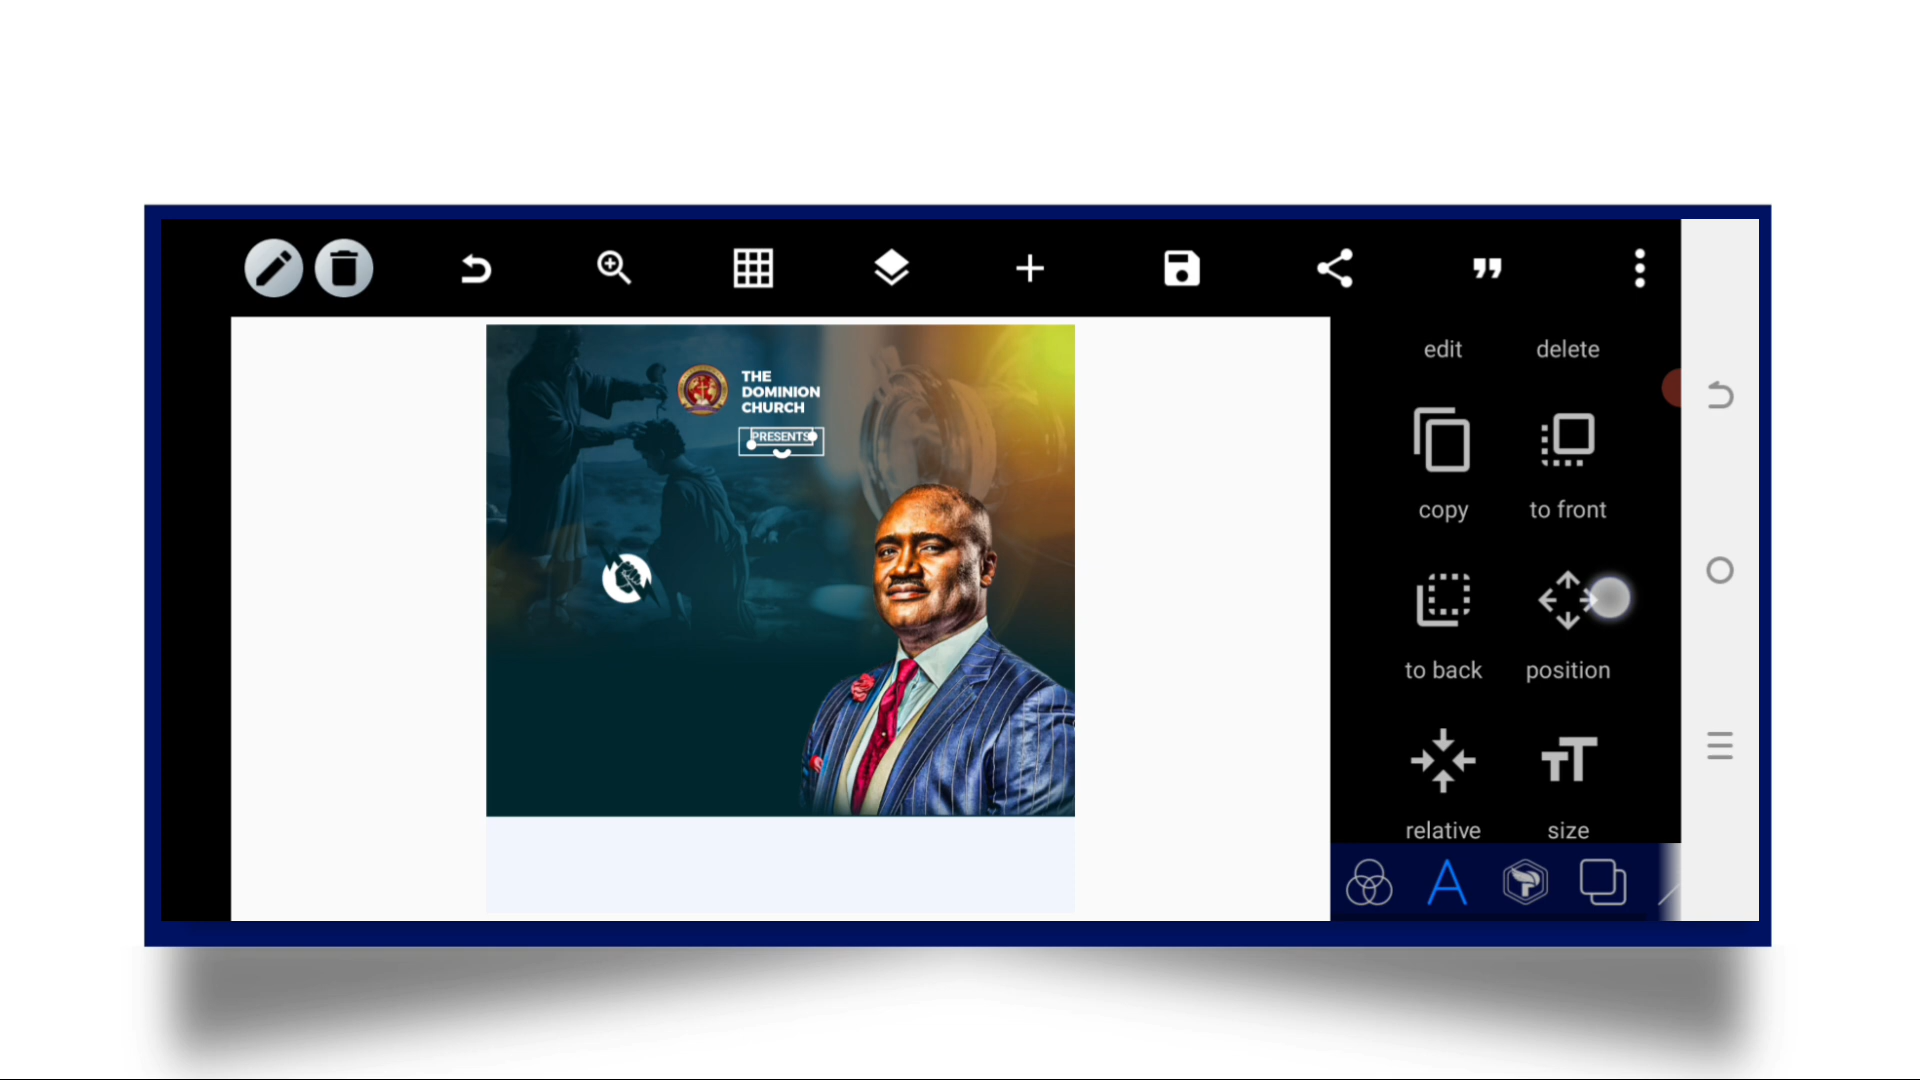 THE
DOMINION
CHURCH
PRESENTS
edit delete
copy to front
to back position
relative size